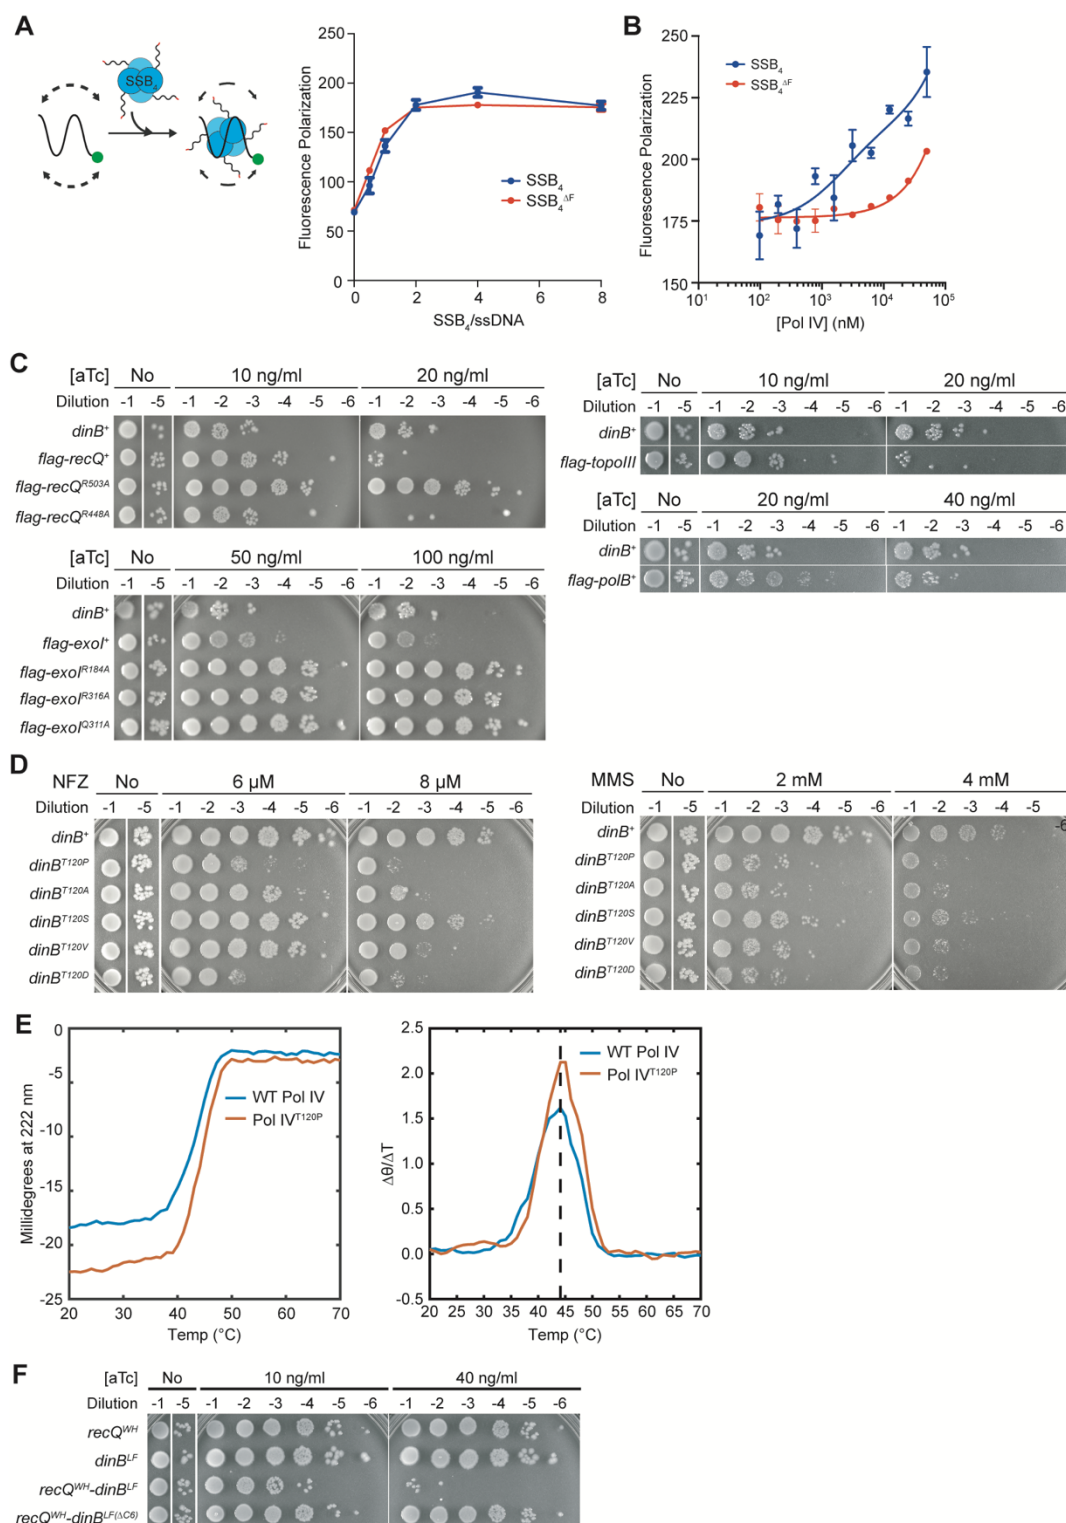 A
SSB4
Fluorescence Polarization
250
200
150
100
50
0
0 2 4 6 8
SSB4/ssDNA
SSB4
SSB4ΔF
B
Fluorescence Polarization
250
225
200
175
150
10^1 10^2 10^3 10^4 10^5
[Pol IV] (nM)
SSB4
SSB4ΔF
C
[aTc] No 10 ng/ml 20 ng/ml
Dilution -1 -5 -1 -2 -3 -4 -5 -6 -1 -2 -3 -4 -5 -6
dinB+
flag-recQ+
flag-recQR503A
flag-recQR448A
[aTc] No 50 ng/ml 100 ng/ml
Dilution -1 -5 -1 -2 -3 -4 -5 -6 -1 -2 -3 -4 -5 -6
dinB+
flag-exoI+
flag-exoIR184A
flag-exoIR316A
flag-exoIQ311A
[aTc] No 10 ng/ml 20 ng/ml
Dilution -1 -5 -1 -2 -3 -4 -5 -6 -1 -2 -3 -4 -5 -6
dinB+
flag-topoIII
[aTc] No 20 ng/ml 40 ng/ml
Dilution -1 -5 -1 -2 -3 -4 -5 -6 -1 -2 -3 -4 -5 -6
dinB+
flag-polB+
D
NFZ No 6 µM 8 µM
Dilution -1 -5 -1 -2 -3 -4 -5 -6 -1 -2 -3 -4 -5 -6
dinB+
dinBT120P
dinBT120A
dinBT120S
dinBT120V
dinBT120D
MMS No 2 mM 4 mM
Dilution -1 -5 -1 -2 -3 -4 -5 -6 -1 -2 -3 -4 -5
-6
dinB+
dinBT120P
dinBT120A
dinBT120S
dinBT120V
dinBT120D
E
Millidegrees at 222 nm
0
-5
-10
-15
-20
-25
20 30 40 50 60 70
Temp (°C)
WT Pol IV
Pol IVT120P
Δθ/ΔT
2.5
2.0
1.5
1.0
0.5
0.0
-0.5
20 25 30 35 40 45 50 55 60 65 70
Temp (°C)
WT Pol IV
Pol IVT120P
F
[aTc] No 10 ng/ml 40 ng/ml
Dilution -1 -5 -1 -2 -3 -4 -5 -6 -1 -2 -3 -4 -5 -6
recQWH
dinBLF
recQWH-dinBLF
recQWH-dinBLF(ΔC6)